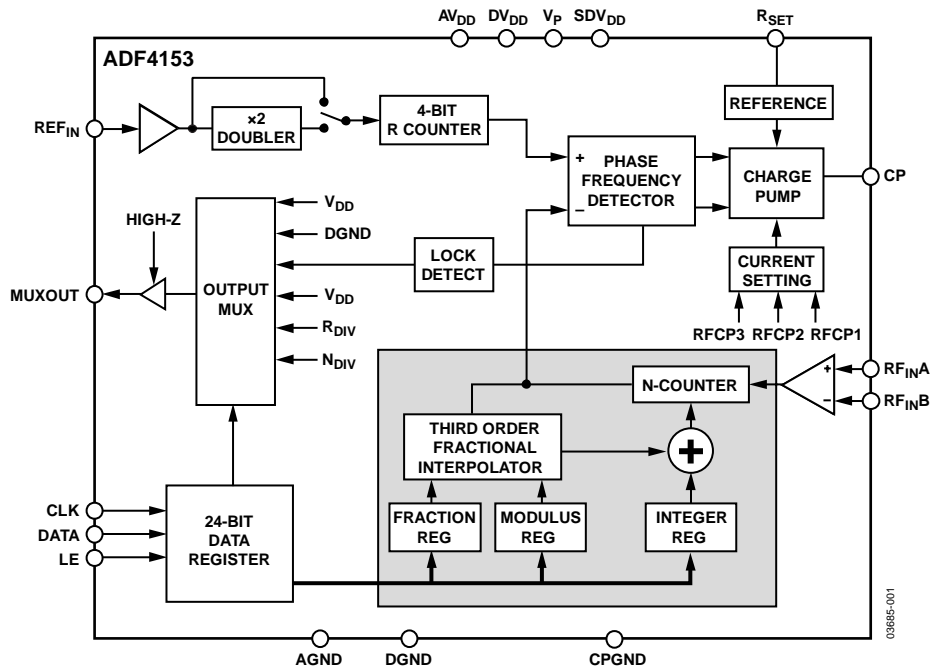 AVDD DVDD VP SDVDD RSET
ADF4153
REFIN
×2
DOUBLER
4-BIT
R COUNTER
REFERENCE
+
–
PHASE
FREQUENCY
DETECTOR
CHARGE
PUMP
CP
HIGH-Z
MUXOUT
OUTPUT
MUX
VDD
DGND
LOCK
DETECT
VDD
RDIV
NDIV
CURRENT
SETTING
RFCP3 RFCP2 RFCP1
N-COUNTER
+
–
RFINA
RFINB
THIRD ORDER
FRACTIONAL
INTERPOLATOR
+
CLK
DATA
LE
24-BIT
DATA
REGISTER
FRACTION
REG
MODULUS
REG
INTEGER
REG
AGND DGND CPGND
03685-001